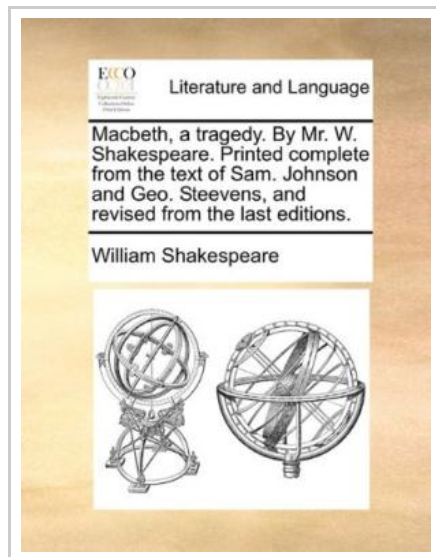 ECCO
Literature and Language
Macbeth, a tragedy. By Mr. W.
Shakespeare. Printed complete
from the text of Sam. Johnson
and Geo. Steevens, and
revised from the last editions.
William Shakespeare